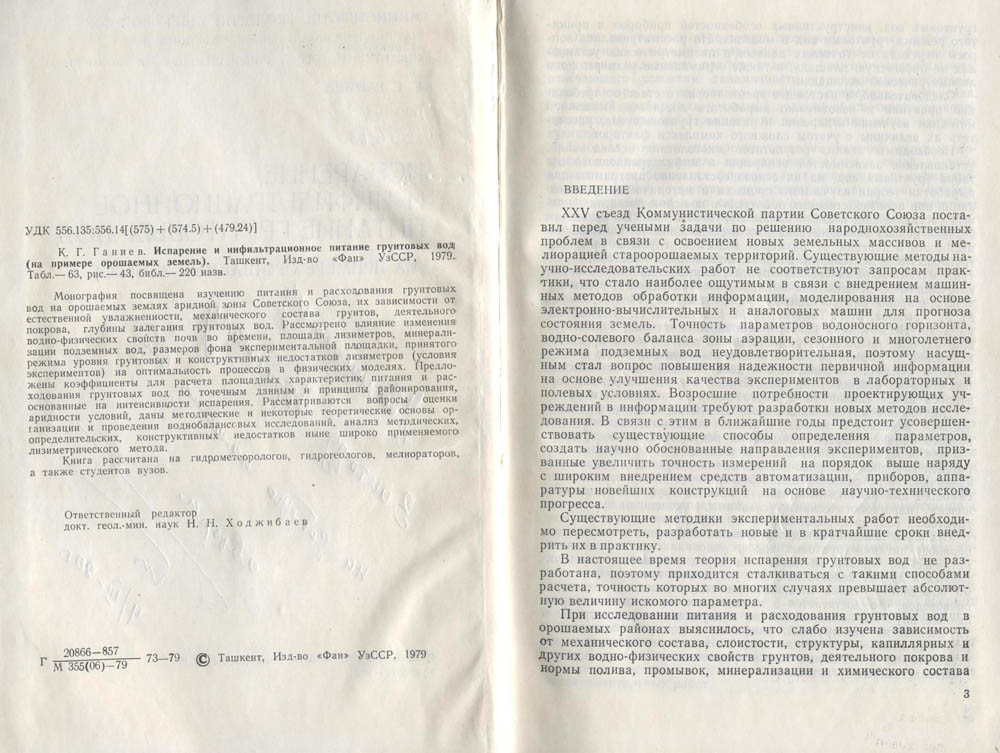 УДК 556.135:556.14[(575) + (574.5) + (479.24)]
К. Г. Ганиев. Испарение и инфильтрационное питание грунтовых вод
(на примере орошаемых земель). Ташкент, Изд-во «Фан» УзССР, 1979.
Табл.— 63, рис.— 43, библ.— 220 назв.
Монография посвящена изучению питания и расходования грунтовых
вод на орошаемых землях аридной зоны Советского Союза, их зависимости от
естественной увлажненности, механического состава грунтов, деятельного
покрова, глубины залегания грунтовых вод. Рассмотрено влияние изменения
водно-физических свойств почв во времени, площади лизиметров, минерали-
зации подземных вод, размеров фона экспериментальной площадки, принятого
режима уровня грунтовых и конструктивных недостатков лизиметров (условия
экспериментов) на оптимальность процессов в физических моделях. Предло-
жены коэффициенты для расчета площадных характеристик питания и рас-
ходования грунтовых вод по точечным данным и принципы районирования,
основанные на интенсивности испарения. Рассматриваются вопросы оценки
аридности условий, даны методические и некоторые теоретические основы ор-
ганизации и проведения воднобалансовых исследований, анализ методических,
определительских, конструктивных недостатков ныне широко применяемого
лизиметрического метода.
Книга рассчитана на гидрометеорологов, гидрогеологов, мелиораторов,
а также студентов вузов.
Ответственный редактор
докт. геол.-мин. наук Н. Н. Ходжибаев
Г 20866—857 / М 355(06)—79 73—79 © Ташкент, Изд-во «Фан» УзССР, 1979
ВВЕДЕНИЕ
XXV съезд Коммунистической партии Советского Союза поста-
вил перед учеными задачи по решению народнохозяйственных
проблем в связи с освоением новых земельных массивов и ме-
лиорацией староорошаемых территорий. Существующие методы на-
учно-исследовательских работ не соответствуют запросам прак-
тики, что стало наиболее ощутимым в связи с внедрением машин-
ных методов обработки информации, моделирования на основе
электронно-вычислительных и аналоговых машин для прогноза
состояния земель. Точность параметров водоносного горизонта,
водно-солевого баланса зоны аэрации, сезонного и многолетнего
режима подземных вод неудовлетворительная, поэтому насущ-
ным стал вопрос повышения надежности первичной информации
на основе улучшения качества экспериментов в лабораторных и
полевых условиях. Возросшие потребности проектирующих уч-
реждений в информации требуют разработки новых методов иссле-
дования. В связи с этим в ближайшие годы предстоит усовершен-
ствовать существующие способы определения параметров,
создать научно обоснованные направления экспериментов, приз-
ванные увеличить точность измерений на порядок выше наряду
с широким внедрением средств автоматизации, приборов, аппа-
ратуры новейших конструкций на основе научно-технического
прогресса.
Существующие методики экспериментальных работ необходи-
мо пересмотреть, разработать новые и в кратчайшие сроки внед-
рить их в практику.
В настоящее время теория испарения грунтовых вод не раз-
работана, поэтому приходится сталкиваться с такими способами
расчета, точность которых во многих случаях превышает абсолют-
ную величину искомого параметра.
При исследовании питания и расходования грунтовых вод в
орошаемых районах выяснилось, что слабо изучена зависимость
от механического состава, слоистости, структуры, капиллярных и
других водно-физических свойств грунтов, деятельного покрова и
нормы полива, промывок, минерализации и химического состава
3